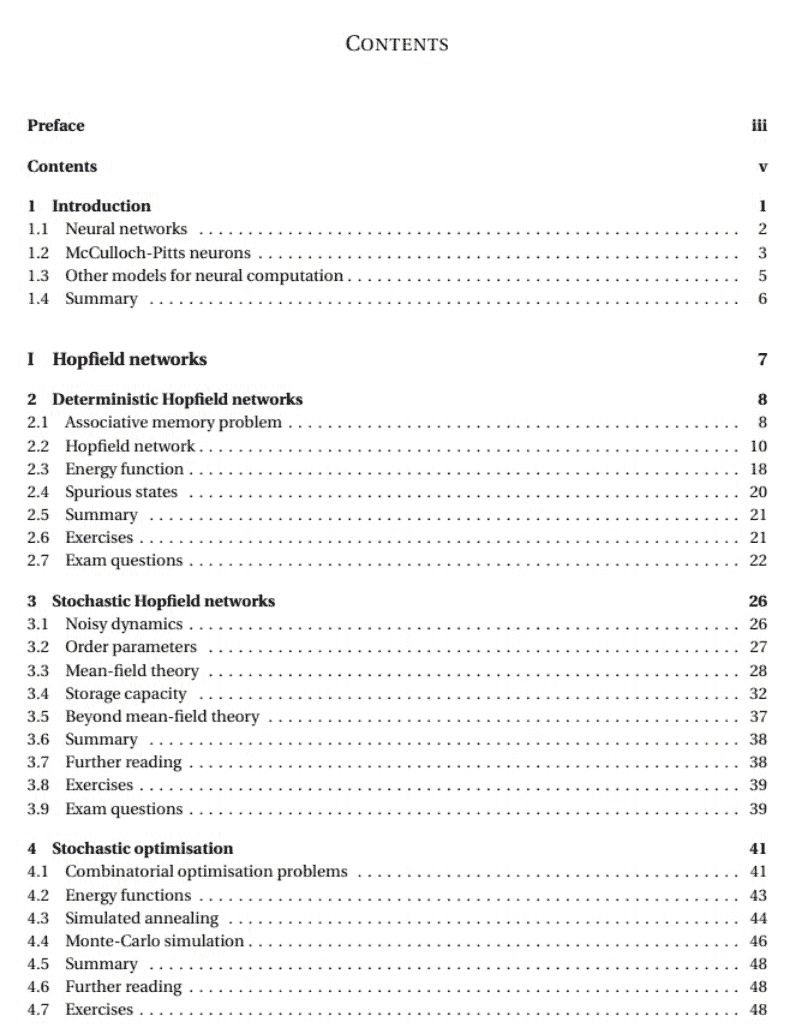 CONTENTS
Preface iii
Contents v
1 Introduction 1
1.1 Neural networks . . . . . . . . . . . . . . . . . . . . . . . . . . . . . . 2
1.2 McCulloch-Pitts neurons . . . . . . . . . . . . . . . . . . . . . . . . . . . . . . 3
1.3 Other models for neural computation . . . . . . . . . . . . . . . . . . . . . . . . . . . . . . 5
1.4 Summary . . . . . . . . . . . . . . . . . . . . . . . . . . . . . . 6
I Hopfield networks 7
2 Deterministic Hopfield networks 8
2.1 Associative memory problem . . . . . . . . . . . . . . . . . . . . . . . . . . . . . . 8
2.2 Hopfield network . . . . . . . . . . . . . . . . . . . . . . . . . . . . . . 10
2.3 Energy function . . . . . . . . . . . . . . . . . . . . . . . . . . . . . . 18
2.4 Spurious states . . . . . . . . . . . . . . . . . . . . . . . . . . . . . . 20
2.5 Summary . . . . . . . . . . . . . . . . . . . . . . . . . . . . . . 21
2.6 Exercises . . . . . . . . . . . . . . . . . . . . . . . . . . . . . . 21
2.7 Exam questions . . . . . . . . . . . . . . . . . . . . . . . . . . . . . . 22
3 Stochastic Hopfield networks 26
3.1 Noisy dynamics . . . . . . . . . . . . . . . . . . . . . . . . . . . . . . 26
3.2 Order parameters . . . . . . . . . . . . . . . . . . . . . . . . . . . . . . 27
3.3 Mean-field theory . . . . . . . . . . . . . . . . . . . . . . . . . . . . . . 28
3.4 Storage capacity . . . . . . . . . . . . . . . . . . . . . . . . . . . . . . 32
3.5 Beyond mean-field theory . . . . . . . . . . . . . . . . . . . . . . . . . . . . . . 37
3.6 Summary . . . . . . . . . . . . . . . . . . . . . . . . . . . . . . 38
3.7 Further reading . . . . . . . . . . . . . . . . . . . . . . . . . . . . . . 38
3.8 Exercises . . . . . . . . . . . . . . . . . . . . . . . . . . . . . . 39
3.9 Exam questions . . . . . . . . . . . . . . . . . . . . . . . . . . . . . . 39
4 Stochastic optimisation 41
4.1 Combinatorial optimisation problems . . . . . . . . . . . . . . . . . . . . . . . . . . . . . . 41
4.2 Energy functions . . . . . . . . . . . . . . . . . . . . . . . . . . . . . . 43
4.3 Simulated annealing . . . . . . . . . . . . . . . . . . . . . . . . . . . . . . 44
4.4 Monte-Carlo simulation . . . . . . . . . . . . . . . . . . . . . . . . . . . . . . 46
4.5 Summary . . . . . . . . . . . . . . . . . . . . . . . . . . . . . . 48
4.6 Further reading . . . . . . . . . . . . . . . . . . . . . . . . . . . . . . 48
4.7 Exercises . . . . . . . . . . . . . . . . . . . . . . . . . . . . . . 48